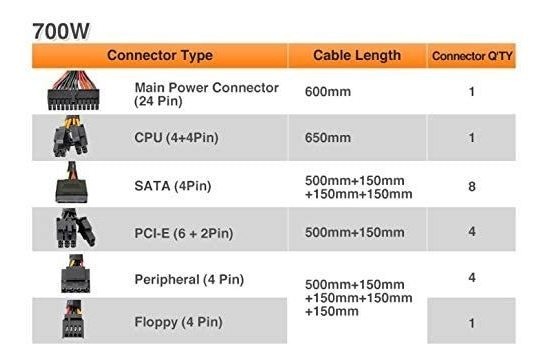 700W
Connector Type Cable Length Connector Q'TY
Main Power Connector
(24 Pin) 600mm 1
CPU (4+4Pin) 650mm 1
SATA (4Pin) 500mm+150mm
+150mm+150mm 8
PCI-E (6 + 2Pin) 500mm+150mm 4
Peripheral (4 Pin) 4
500mm+150mm
+150mm+150mm
+150mm
Floppy (4 Pin) 1